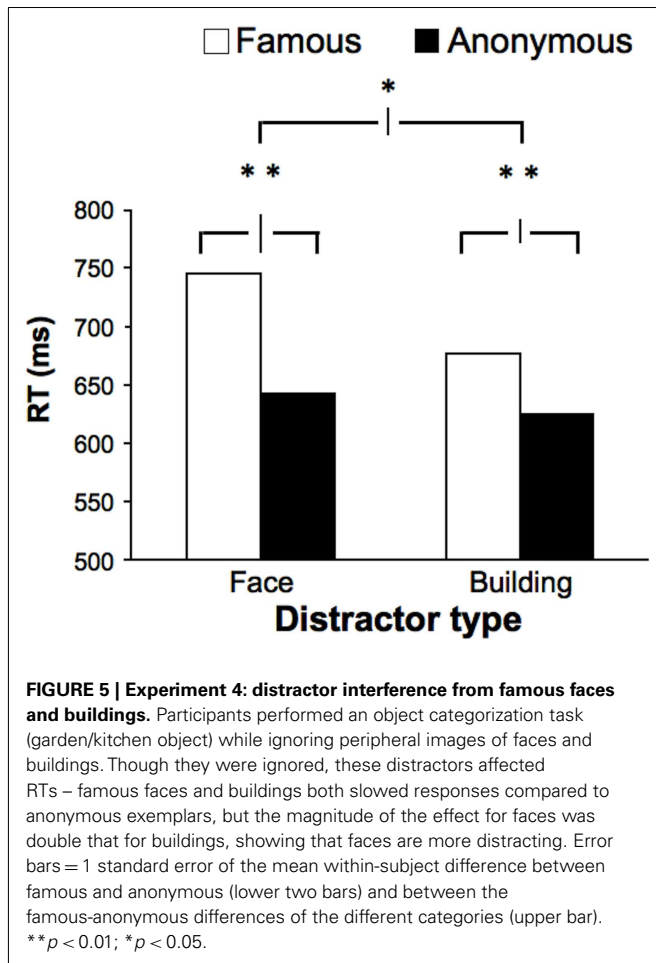 Famous Anonymous
*
** **
800
750
700
650
600
550
500
RT (ms)
Face Building
Distractor type
FIGURE 5 | Experiment 4: distractor interference from famous faces
and buildings. Participants performed an object categorization task
(garden/kitchen object) while ignoring peripheral images of faces and
buildings. Though they were ignored, these distractors affected
RTs – famous faces and buildings both slowed responses compared to
anonymous exemplars, but the magnitude of the effect for faces was
double that for buildings, showing that faces are more distracting. Error
bars = 1 standard error of the mean within-subject difference between
famous and anonymous (lower two bars) and between the
famous-anonymous differences of the different categories (upper bar).
**p < 0.01; *p < 0.05.